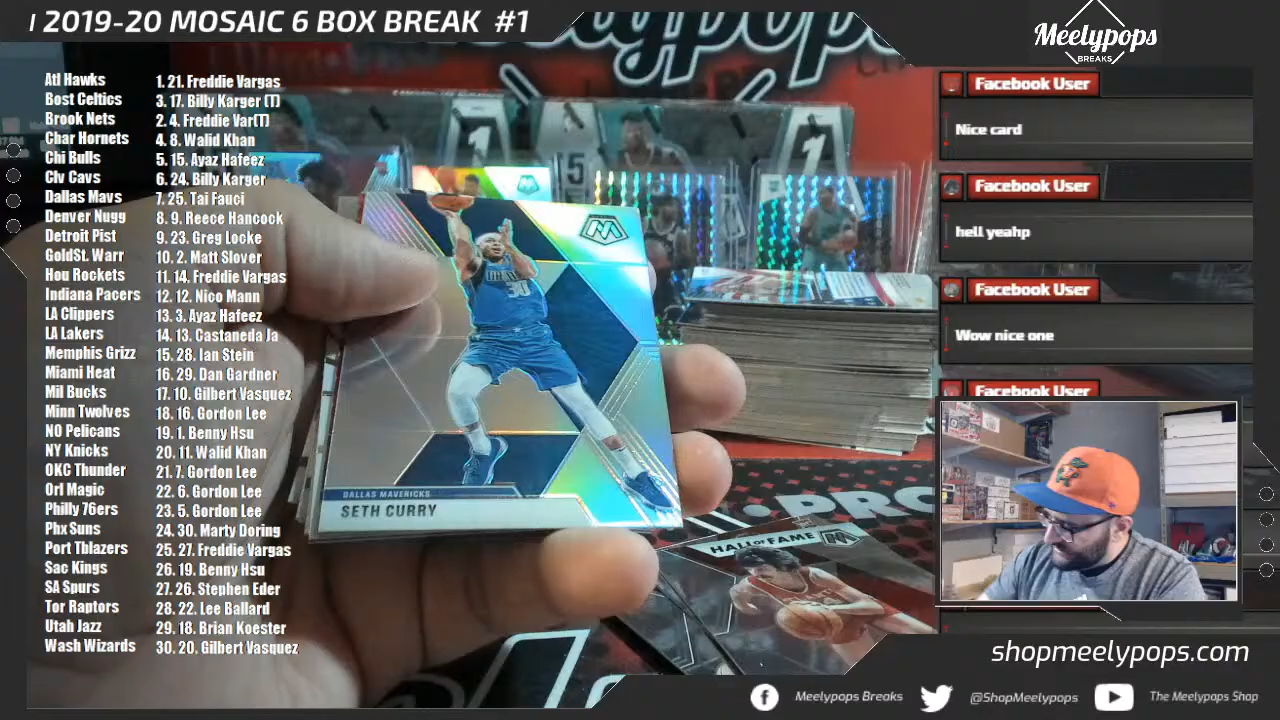 2019-20 MOSAIC 6 BOX BREAK #1
Meelypops
BREAKS
Atl Hawks 1. 21. Freddie Vargas
Bost Celtics 3. 17. Billy Karger (T)
Brook Nets 2. 4. Freddie Var(T)
Char Hornets 4. 8. Walid Khan
Chi Bulls 5. 15. Ayaz Hafeez
Clv Cavs 6. 24. Billy Karger
Dallas Mavs 7. 25. Tai Fauci
Denver Nugg 8. 9. Reece Hancock
Detroit Pist 9. 23. Greg Locke
GoldSt. Warr 10. 2. Matt Slover
Hou Rockets 11. 14. Freddie Vargas
Indiana Pacers 12. 12. Nico Mann
LA Clippers 13. 3. Ayaz Hafeez
LA Lakers 14. 13. Castaneda Ja
Memphis Grizz 15. 28. Ian Stein
Miami Heat 16. 29. Dan Gardner
Mil Bucks 17. 10. Gilbert Vasquez
Minn Twolves 18. 16. Gordon Lee
NO Pelicans 19. 1. Benny Hsu
NY Knicks 20. 11. Walid Khan
OKC Thunder 21. 7. Gordon Lee
Orl Magic 22. 6. Gordon Lee
Philly 76ers 23. 5. Gordon Lee
Phx Suns 24. 30. Marty Doring
Port Tblazers 25. 27. Freddie Vargas
Sac Kings 26. 19. Benny Hsu
SA Spurs 27. 26. Stephen Eder
Tor Raptors 28. 22. Lee Ballard
Utah Jazz 29. 18. Brian Koester
Wash Wizards 30. 20. Gilbert Vasquez
30
DALLAS MAVERICKS
SETH CURRY
HALL OF FAME
Facebook User
Nice card
Facebook User
hell yeahp
Facebook User
Wow nice one
Facebook User
shopmeelypops.com
Meelypops Breaks
@ShopMeelypops
The Meelypops Shop